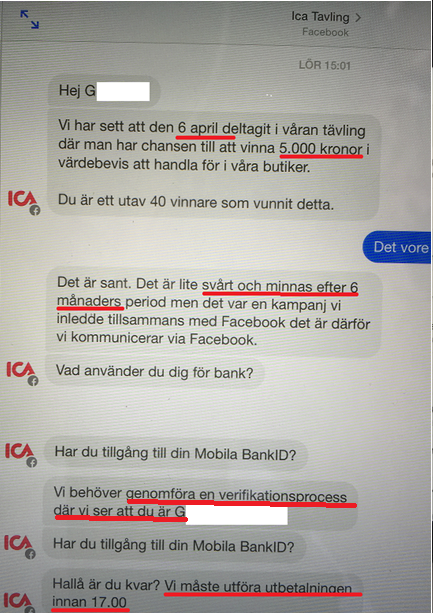 Ica Tavling >
Facebook
LÖR 15:01
Hej G
Vi har sett att den 6 april deltagit i våran tävling
där man har chansen till att vinna 5.000 kronor i
värdebevis att handla för i våra butiker.
ICA
Du är ett utav 40 vinnare som vunnit detta.
Det vore
Det är sant. Det är lite svårt och minnas efter 6
månaders period men det var en kampanj vi
inledde tillsammans med Facebook det är därför
vi kommunicerar via Facebook.
ICA
Vad använder du dig för bank?
ICA
Har du tillgång till din Mobila BankID?
Vi behöver genomföra en verifikationsprocess
där vi ser att du är G
ICA
Har du tillgång till din Mobila BankID?
Hallå är du kvar? Vi måste utföra utbetalningen
ICA
innan 17.00